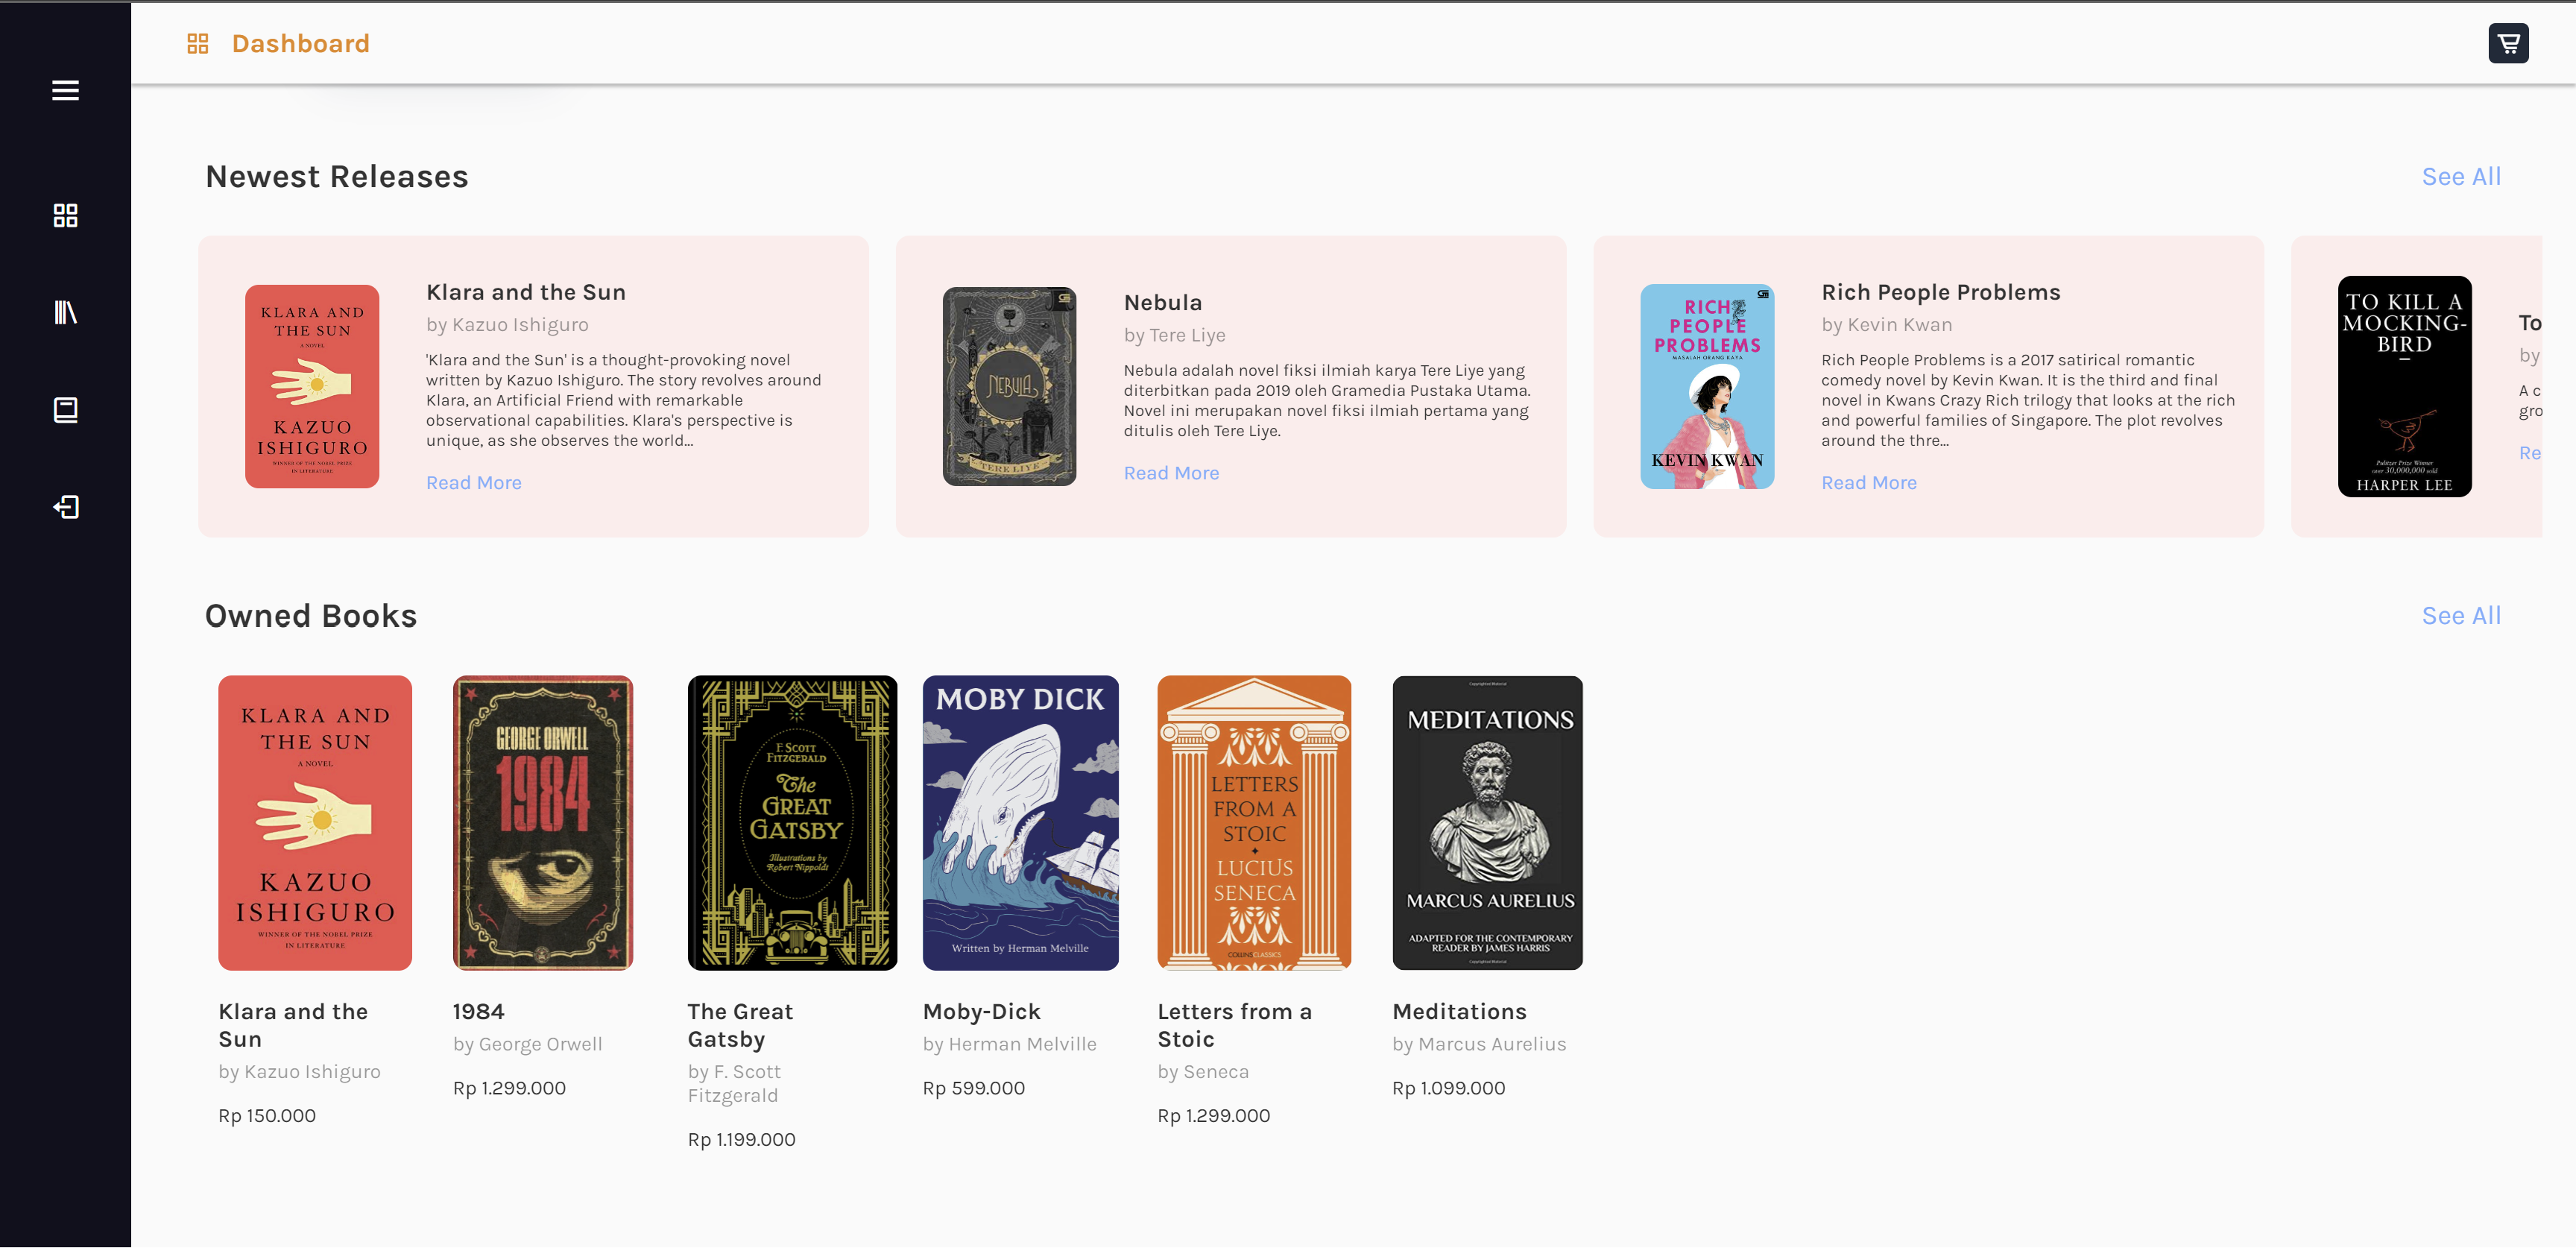 Dashboard
Newest Releases
See All
KLARA AND
THE SUN
A NOVEL
KAZUO
ISHIGURO
WINNER OF THE NOBEL PRIZE
IN LITERATURE
Klara and the Sun
by Kazuo Ishiguro
'Klara and the Sun' is a thought-provoking novel
written by Kazuo Ishiguro. The story revolves around
Klara, an Artificial Friend with remarkable
observational capabilities. Klara's perspective is
unique, as she observes the world...
Read More
NEBULA
TERE LIYE
Nebula
by Tere Liye
Nebula adalah novel fiksi ilmiah karya Tere Liye yang
diterbitkan pada 2019 oleh Gramedia Pustaka Utama.
Novel ini merupakan novel fiksi ilmiah pertama yang
ditulis oleh Tere Liye.
Read More
RICH
PEOPLE
PROBLEMS
MASALAH ORANG KAYA
KEVIN KWAN
Rich People Problems
by Kevin Kwan
Rich People Problems is a 2017 satirical romantic
comedy novel by Kevin Kwan. It is the third and final
novel in Kwans Crazy Rich trilogy that looks at the rich
and powerful families of Singapore. The plot revolves
around the thre...
Read More
TO KILL A
MOCKING-
BIRD
Pulitzer Prize Winner
over 30,000,000 sold
HARPER LEE
To
by
A c
gro
Re
Owned Books
See All
KLARA AND
THE SUN
A NOVEL
KAZUO
ISHIGURO
WINNER OF THE NOBEL PRIZE
IN LITERATURE
Klara and the
Sun
by Kazuo Ishiguro
Rp 150.000
GEORGE ORWELL
1984
1984
by George Orwell
Rp 1.299.000
F. SCOTT
FITZGERALD
The
GREAT
GATSBY
Illustrations by
Robert Nippoldt
The Great
Gatsby
by F. Scott
Fitzgerald
Rp 1.199.000
MOBY DICK
Written by Herman Melville
Moby-Dick
by Herman Melville
Rp 599.000
LETTERS
FROM A
STOIC
LUCIUS
SENECA
COLLINS CLASSICS
Letters from a
Stoic
by Seneca
Rp 1.299.000
Copyrighted Material
MEDITATIONS
MARCUS AURELIUS
ADAPTED FOR THE CONTEMPORARY
READER BY JAMES HARRIS
Copyrighted Material
Meditations
by Marcus Aurelius
Rp 1.099.000